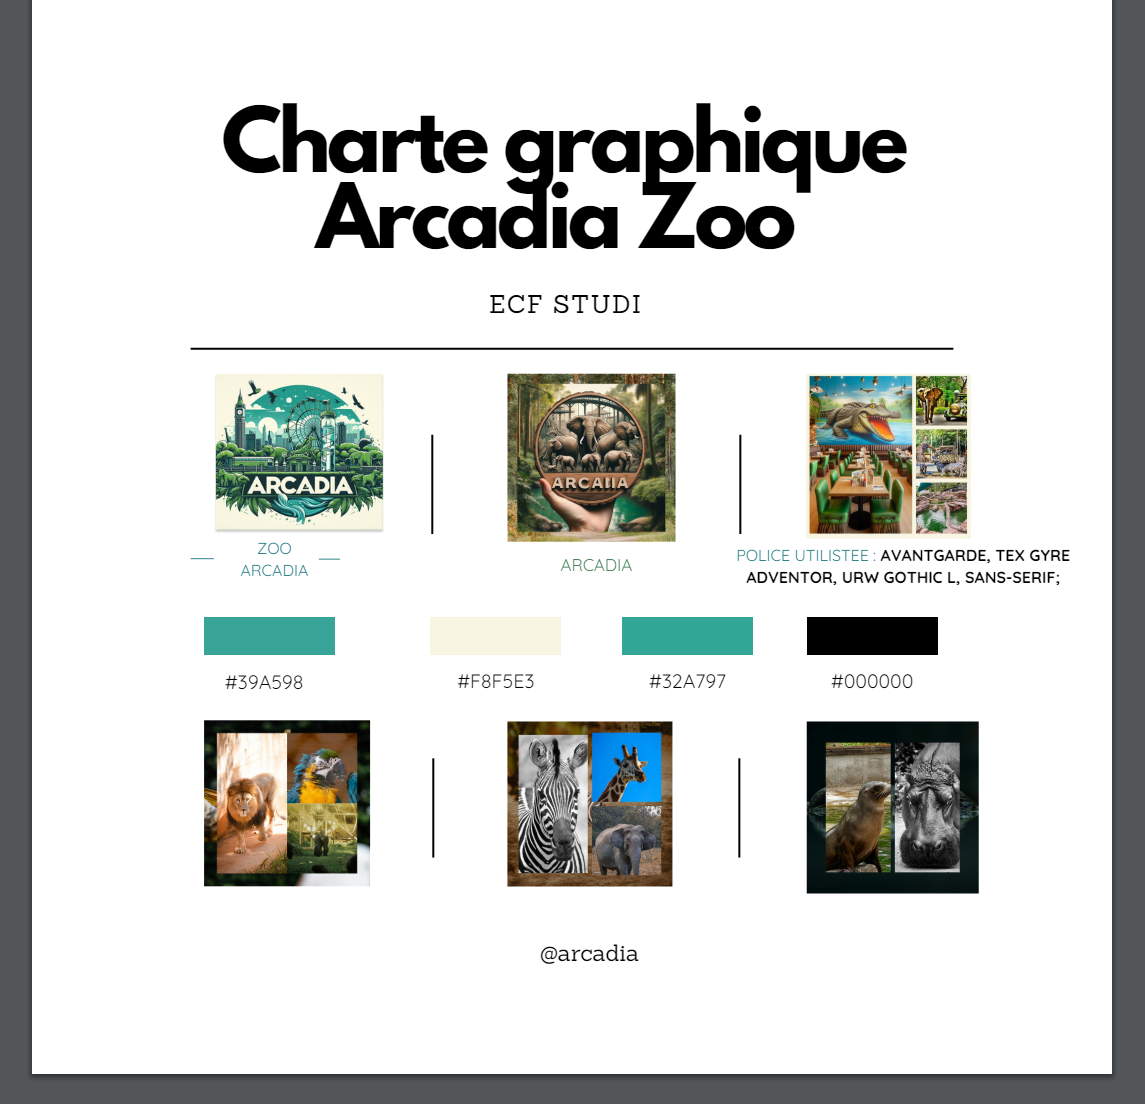 Charte graphique
Arcadia Zoo
ECF STUDI
ARCADIA
ARCAIIA
ZOO
ARCADIA
ARCADIA
POLICE UTILISTEE : AVANTGARDE, TEX GYRE
ADVENTOR, URW GOTHIC L, SANS-SERIF;
#39A598
#F8F5E3
#32A797
#000000
@arcadia